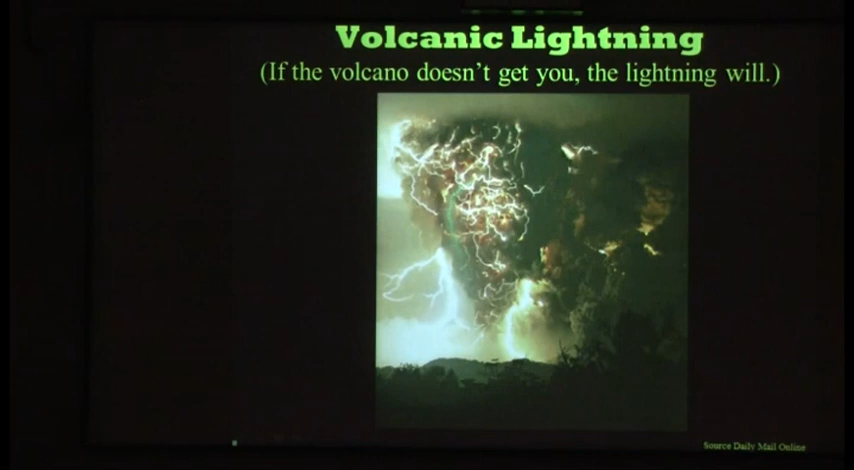 Volcanic Lightning
(If the volcano doesn't get you, the lightning will.)
Source Daily Mail Online